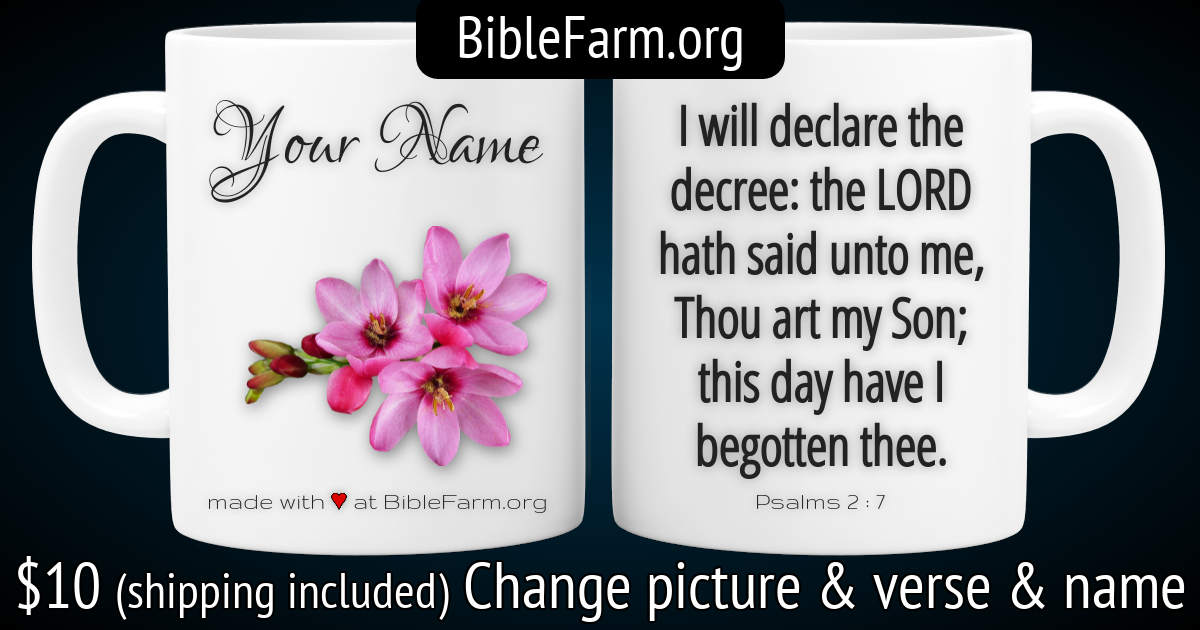 BibleFarm.org
Your Name
made with ♥ at BibleFarm.org
I will declare the
decree: the LORD
hath said unto me,
Thou art my Son;
this day have I
begotten thee.
Psalms 2 : 7
$10 (shipping included) Change picture & verse & name